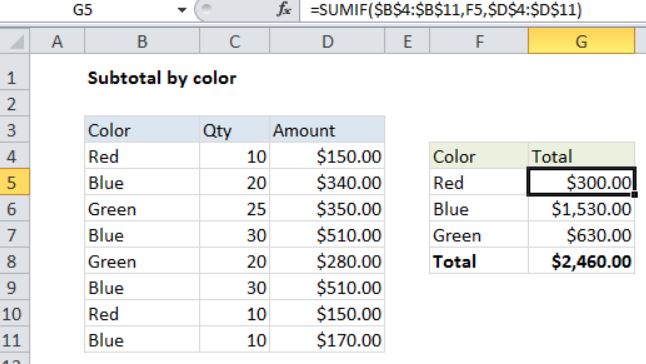 G5 fx =SUMIF($B$4:$B$11,F5,$D$4:$D$11)
A B C D E F G
1 Subtotal by color
2
3 Color Qty Amount
4 Red 10 $150.00 Color Total
5 Blue 20 $340.00 Red $300.00
6 Green 25 $350.00 Blue $1,530.00
7 Blue 30 $510.00 Green $630.00
8 Green 20 $280.00 Total $2,460.00
9 Blue 30 $510.00
10 Red 10 $150.00
11 Blue 10 $170.00